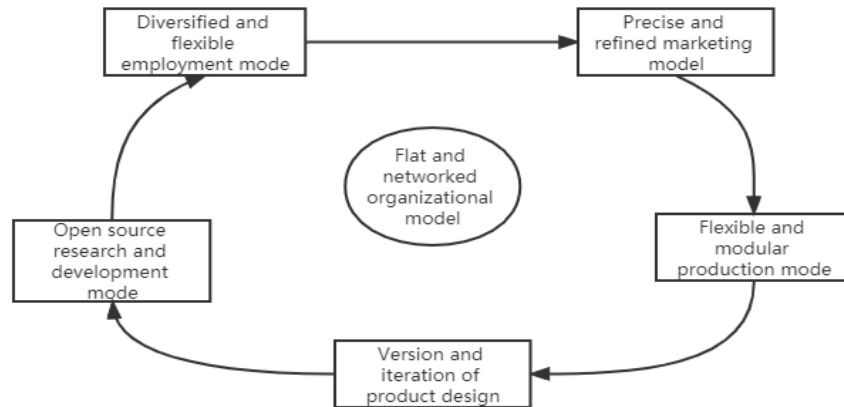 Diversified and
flexible
employment mode
Precise and
refined marketing
model
Flat and
networked
organizational
model
Open source
research and
development
mode
Flexible and
modular
production mode
Version and
iteration of
product design